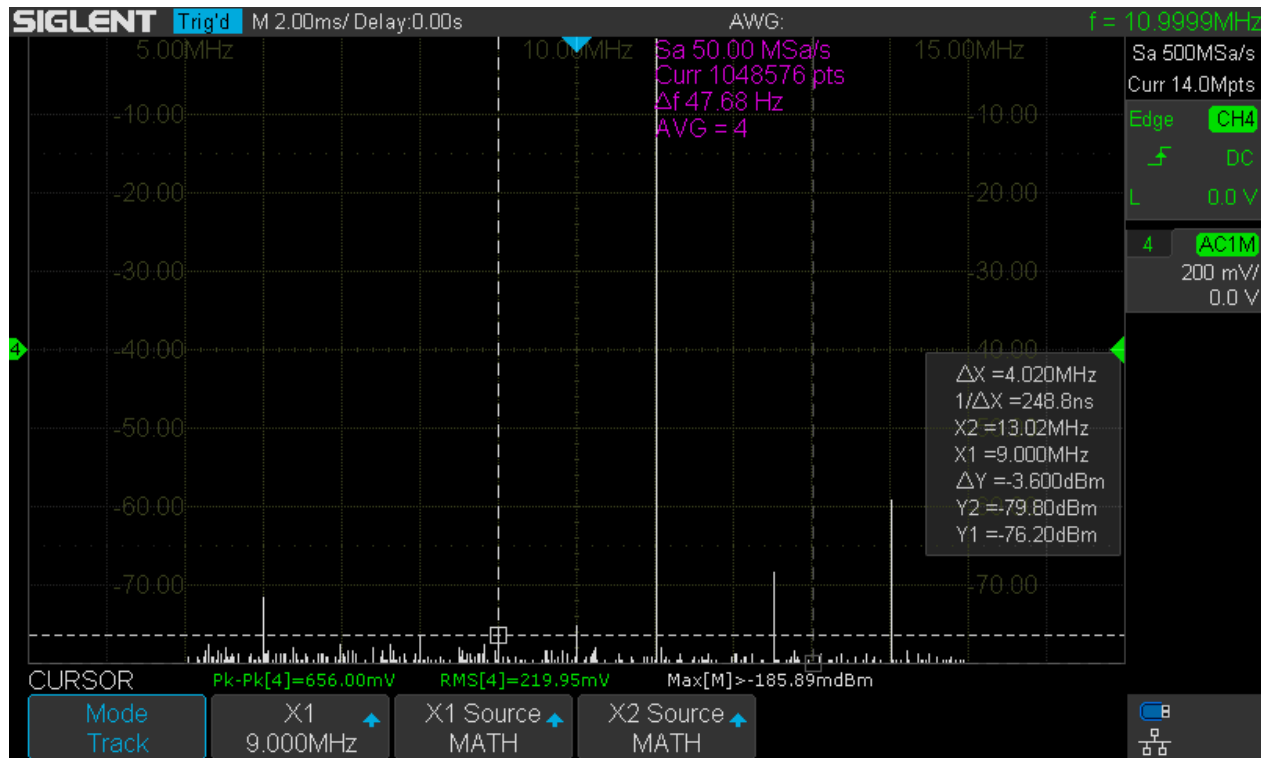 SIGLENT Trig'd M 2.00ms/ Delay:0.00s AWG: f = 10.9999MHz
5.00MHz 10.00MHz 15.00MHz
Sa 50.00 MSa/s
Curr 1048576 pts
Δf 47.68 Hz
AVG = 4
Sa 500MSa/s
Curr 14.0Mpts
Edge CH4
DC
L 0.0 V
4 AC1M
200 mV/
0.0 V
-10.00 -10.00
-20.00 -20.00
-30.00 -30.00
4 -40.00 -40.00
-50.00
-60.00
-70.00 -70.00
△X =4.020MHz
1/△X =248.8ns
X2 =13.02MHz
X1 =9.000MHz
△Y =-3.600dBm
Y2 =-79.80dBm
Y1 =-76.20dBm
CURSOR Pk-Pk[4]=656.00mV RMS[4]=219.95mV Max[M]>-185.89mdBm
Mode
Track
X1
9.000MHz
X1 Source
MATH
X2 Source
MATH